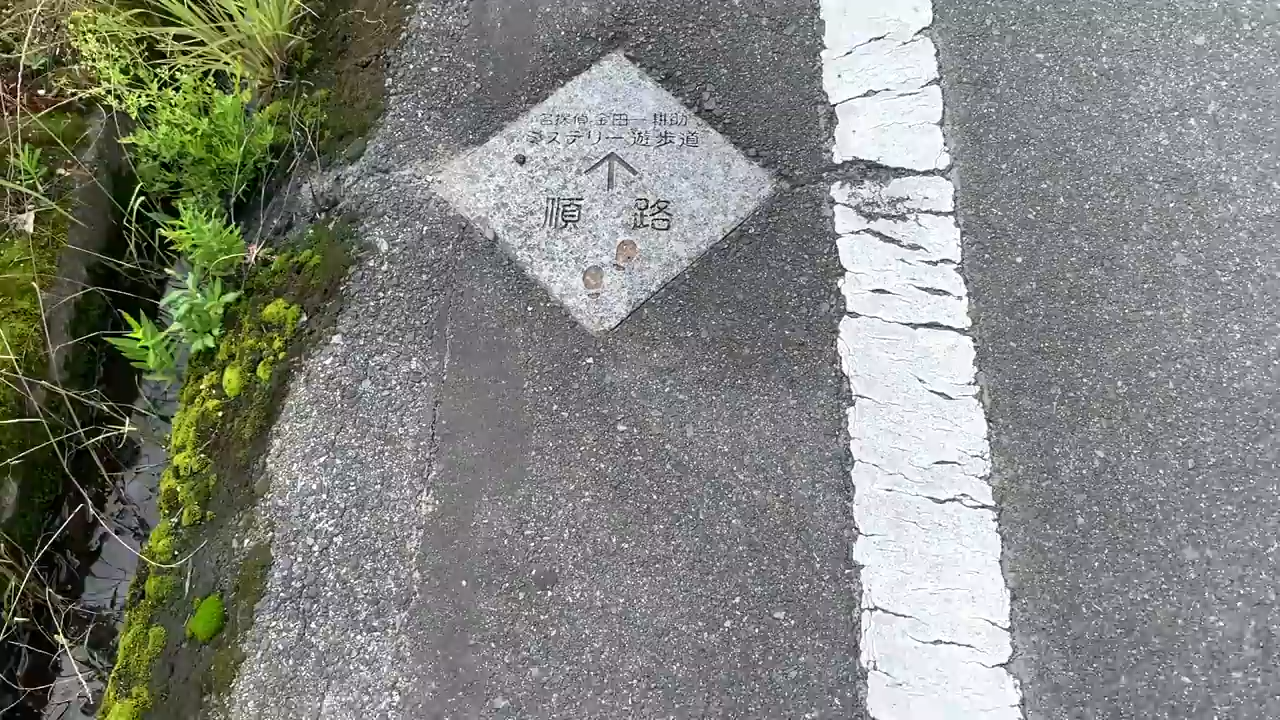 名探偵 金田一耕助
ミステリー遊歩道
順 路